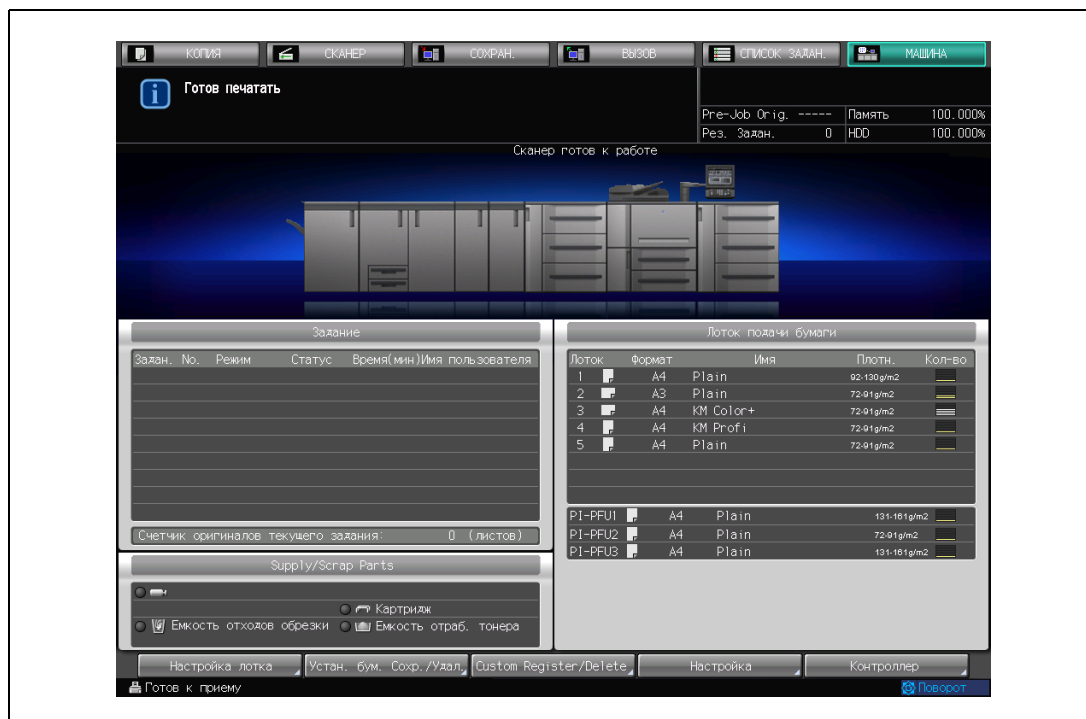 КОПИЯ СКАНЕР СОХРАН. ВЫЗОВ СПИСОК ЗАДАН. МАШИНА
Готов печатать
Pre-Job Orig. ----- Память 100.000%
Рез. Задан. 0 HDD 100.000%
Сканер готов к работе
Задание
Задан. No. Режим Статус Время(мин)Имя пользователя
Счетчик оригиналов текущего задания: 0 (листов)
Supply/Scrap Parts
Картридж
Емкость отходов обрезки Емкость отраб. тонера
Лоток подачи бумаги
Лоток Формат Имя Плотн. Кол-во
1 A4 Plain 92-130g/m2
2 A3 Plain 72-91g/m2
3 A4 KM Color+ 72-91g/m2
4 A4 KM Profi 72-91g/m2
5 A4 Plain 72-91g/m2
PI-PFU1 A4 Plain 131-161g/m2
PI-PFU2 A4 Plain 72-91g/m2
PI-PFU3 A4 Plain 131-161g/m2
Настройка лотка Устан. бум. Сохр./Удал. Custom Register/Delete Настройка Контроллер
Готов к приему Поворот